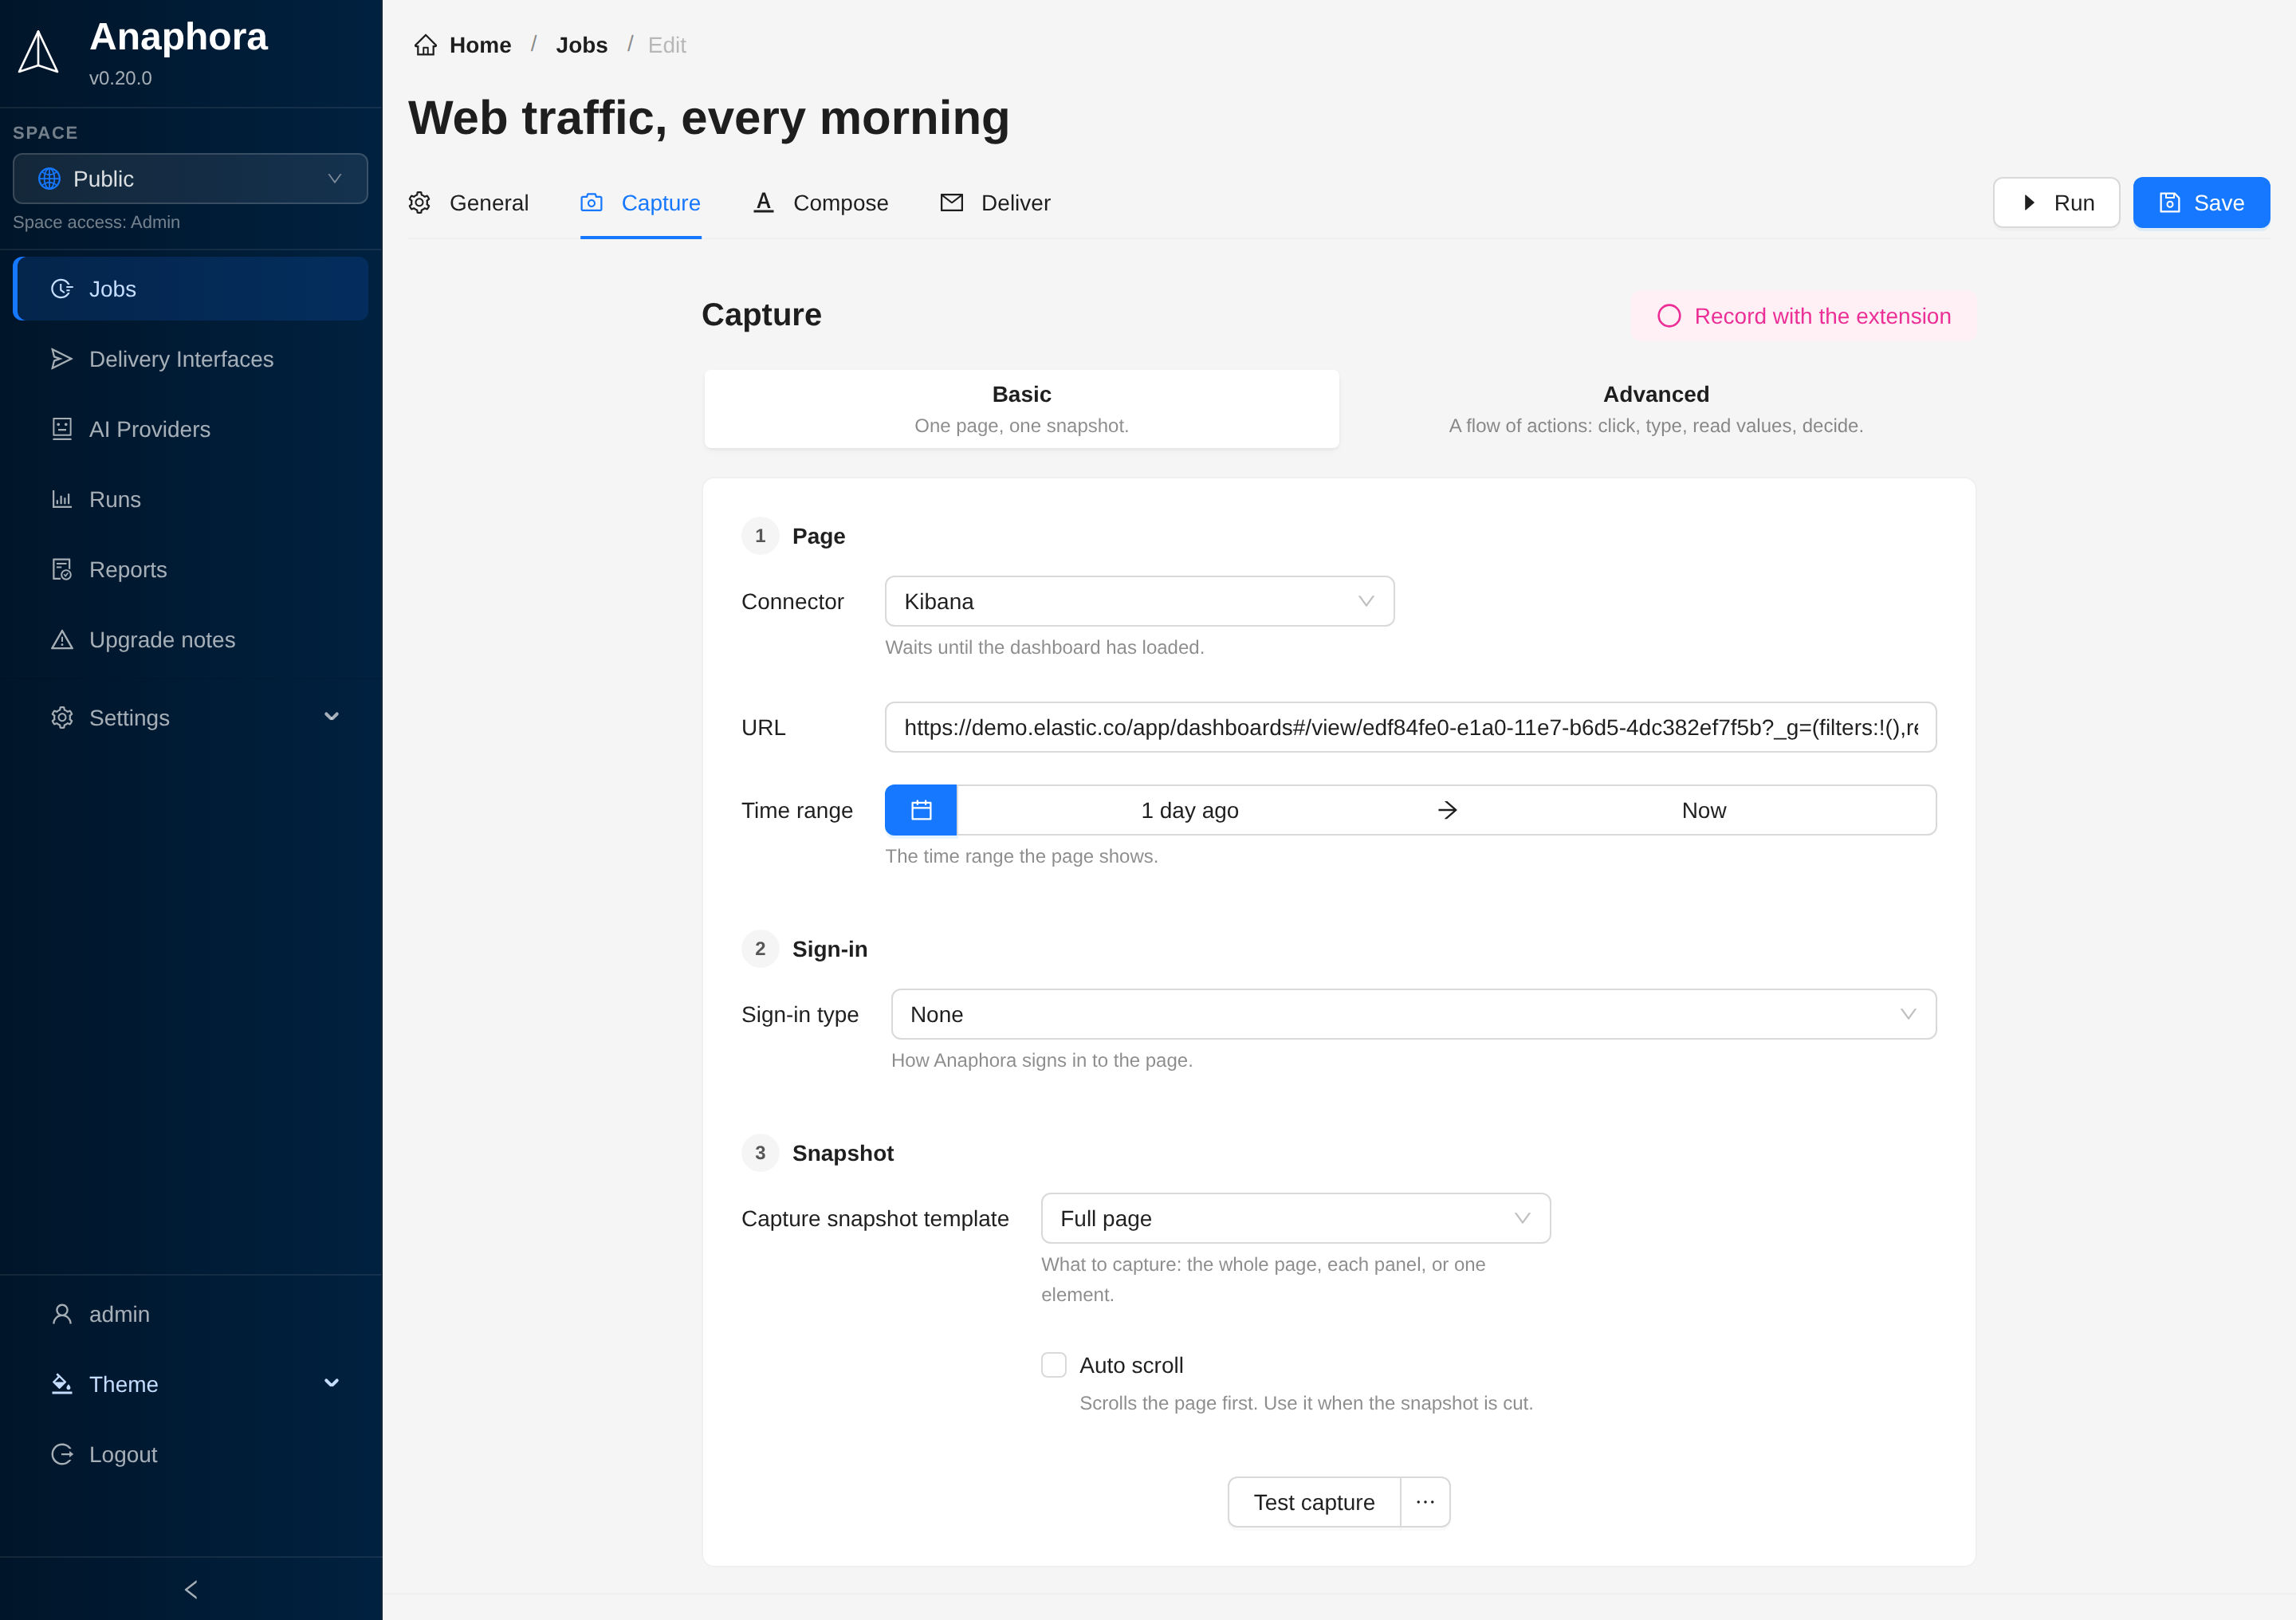 Anaphora
v0.20.0
SPACE
Public
Space access: Admin
Jobs
Delivery Interfaces
AI Providers
Runs
Reports
Upgrade notes
Settings
admin
Theme
Logout
Home / Jobs / Edit
Web traffic, every morning
General
Capture
Compose
Deliver
Run
Save
Capture
Record with the extension
Basic
One page, one snapshot.
Advanced
A flow of actions: click, type, read values, decide.
1 Page
Connector
Kibana
Waits until the dashboard has loaded.
URL
https://demo.elastic.co/app/dashboards#/view/edf84fe0-e1a0-11e7-b6d5-4dc382ef7f5b?_g=(filters:!(),re
Time range
1 day ago → Now
The time range the page shows.
2 Sign-in
Sign-in type
None
How Anaphora signs in to the page.
3 Snapshot
Capture snapshot template
Full page
What to capture: the whole page, each panel, or one
element.
Auto scroll
Scrolls the page first. Use it when the snapshot is cut.
Test capture ···